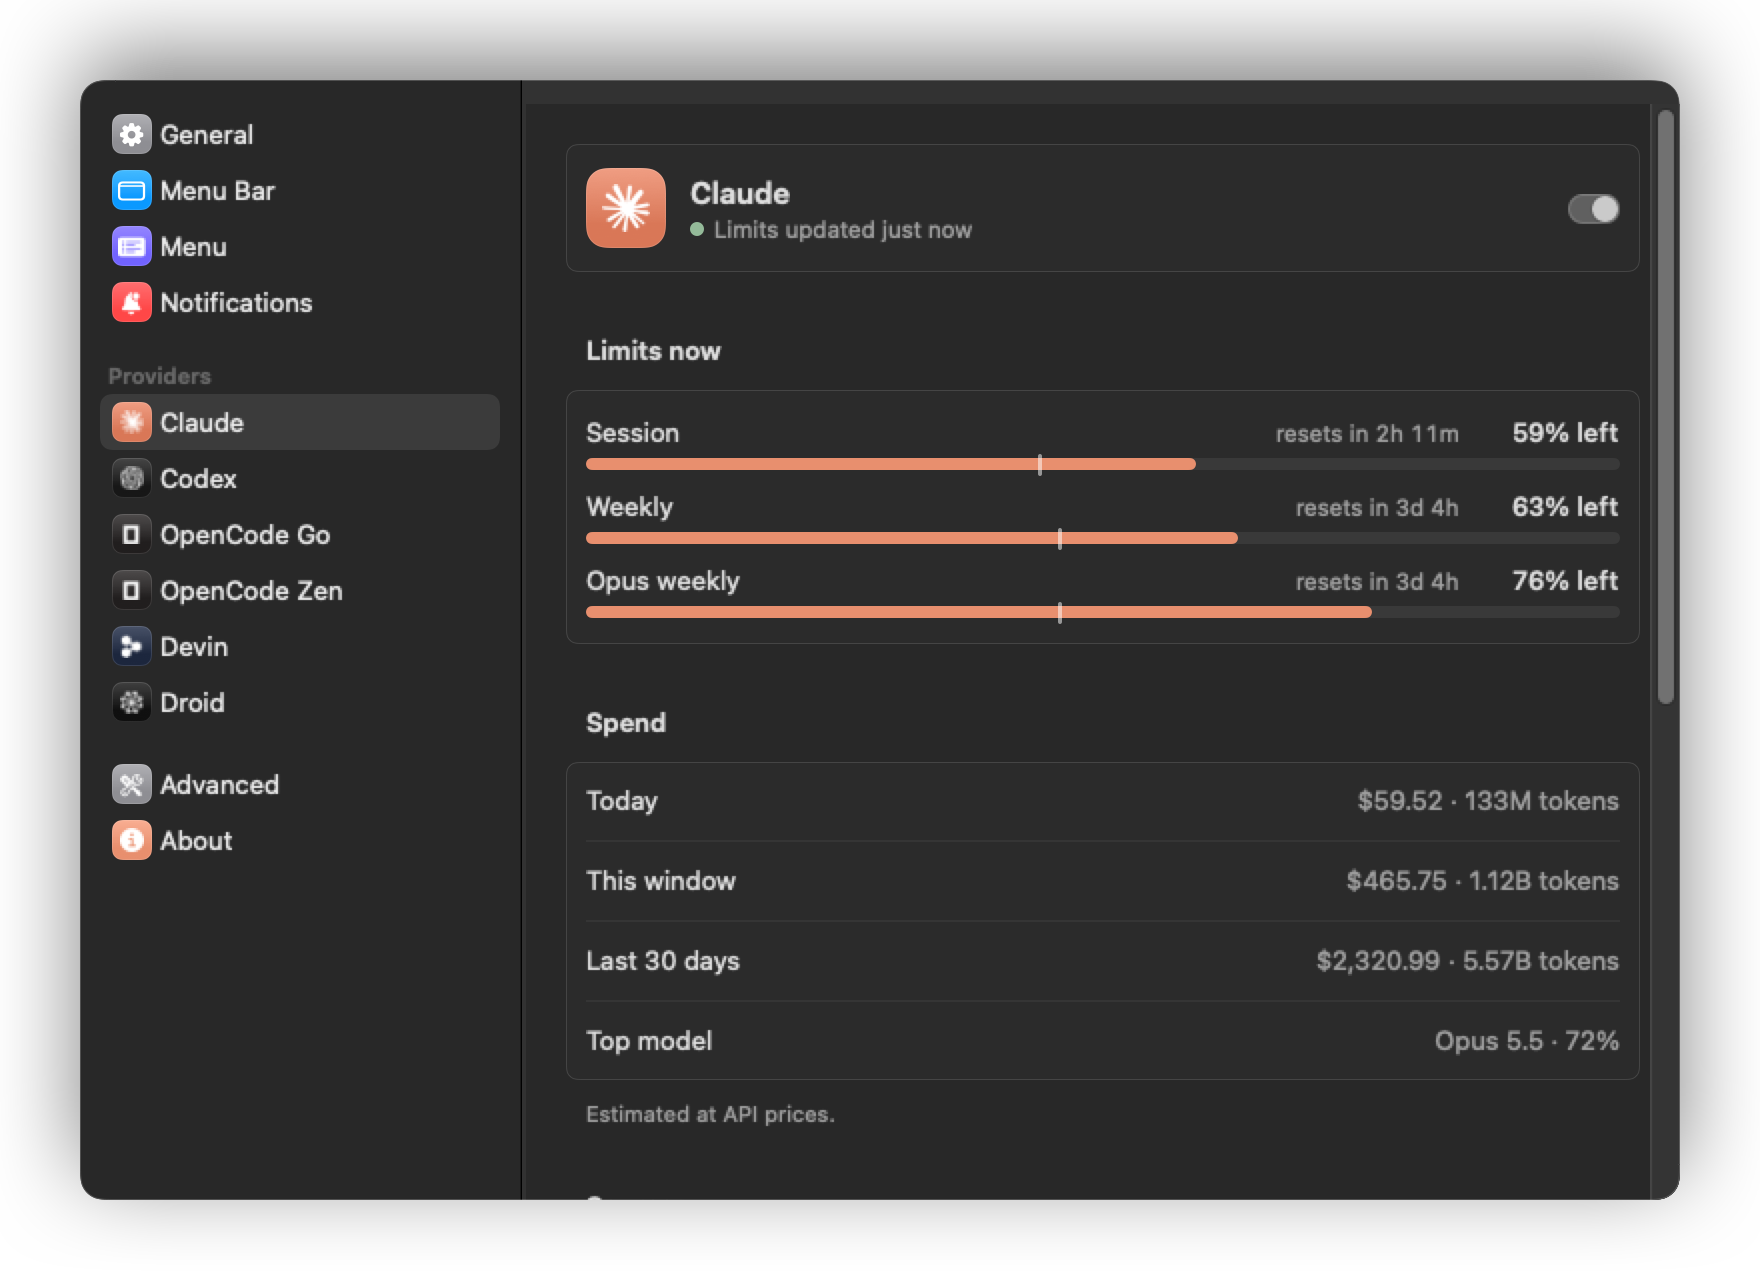 General
Menu Bar
Menu
Notifications
Providers
Claude
Codex
OpenCode Go
OpenCode Zen
Devin
Droid
Advanced
About
Claude
Limits updated just now
Limits now
Session resets in 2h 11m 59% left
Weekly resets in 3d 4h 63% left
Opus weekly resets in 3d 4h 76% left
Spend
Today $59.52 · 133M tokens
This window $465.75 · 1.12B tokens
Last 30 days $2,320.99 · 5.57B tokens
Top model Opus 5.5 · 72%
Estimated at API prices.